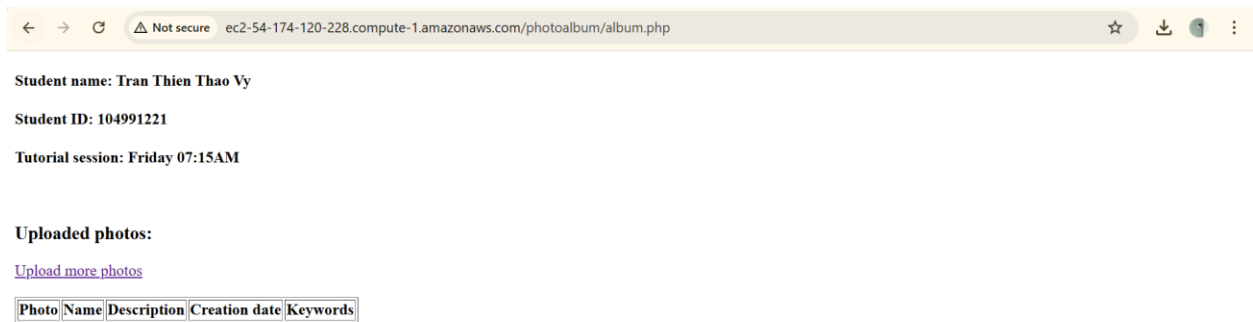 Not secure ec2-54-174-120-228.compute-1.amazonaws.com/photoalbum/album.php
Student name: Tran Thien Thao Vy
Student ID: 104991221
Tutorial session: Friday 07:15AM
Uploaded photos:
Upload more photos
Photo Name Description Creation date Keywords